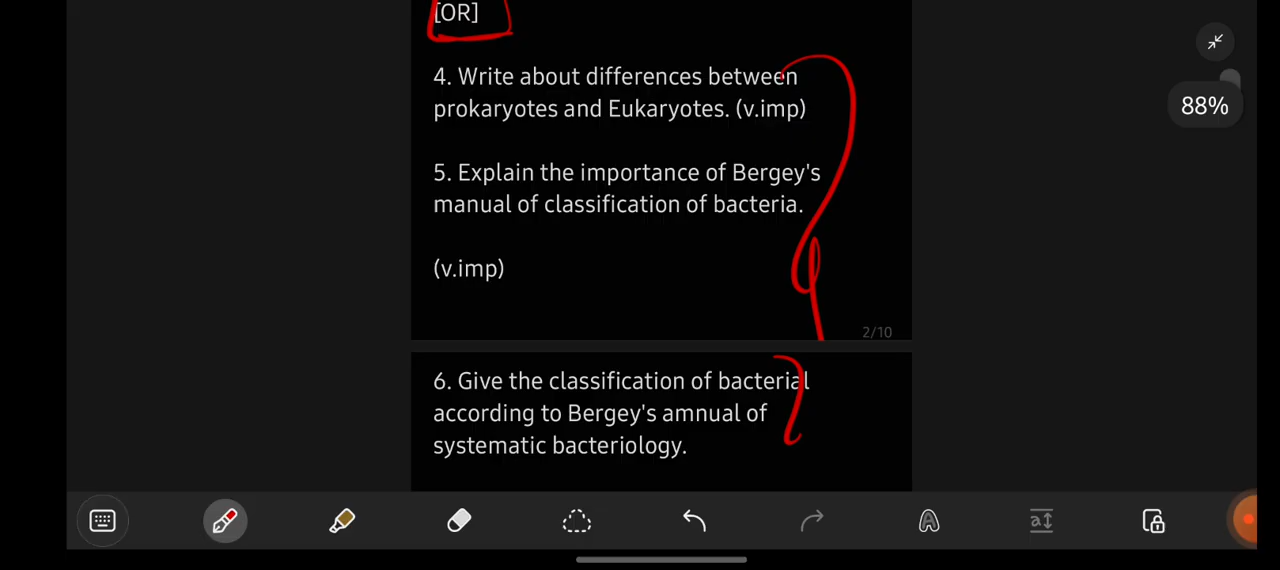 [OR]
88%
4. Write about differences between
prokaryotes and Eukaryotes. (v.imp)
5. Explain the importance of Bergey's
manual of classification of bacteria.
(v.imp)
2/10
6. Give the classification of bacterial
according to Bergey's amnual of
systematic bacteriology.